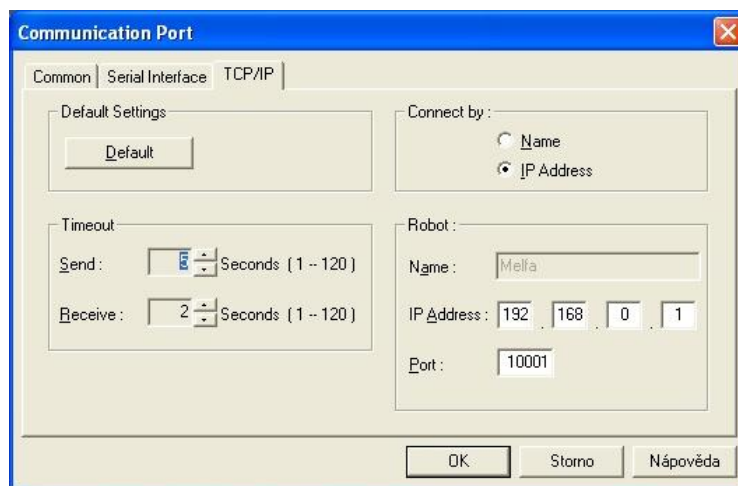 Communication Port
Common Serial Interface TCP/IP
Default Settings
Default
Connect by :
Name
IP Address
Timeout
Send : 5 Seconds ( 1 -- 120 )
Receive : 2 Seconds ( 1 -- 120 )
Robot :
Name : Melfa
IP Address : 192 . 168 . 0 . 1
Port : 10001
OK Storno Nápověda